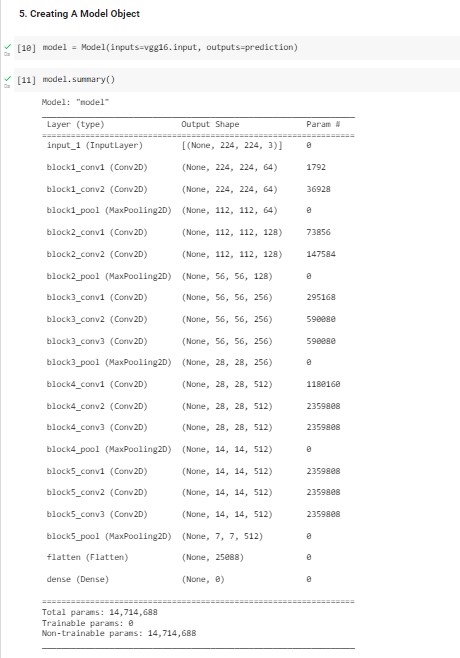 5. Creating A Model Object
[10] model = Model(inputs=vgg16.input, outputs=prediction)
0s
[11] model.summary()
0s
Model: "model"
_________________________________________________________________
Layer (type) Output Shape Param #
=================================================================
input_1 (InputLayer) [(None, 224, 224, 3)] 0
block1_conv1 (Conv2D) (None, 224, 224, 64) 1792
block1_conv2 (Conv2D) (None, 224, 224, 64) 36928
block1_pool (MaxPooling2D) (None, 112, 112, 64) 0
block2_conv1 (Conv2D) (None, 112, 112, 128) 73856
block2_conv2 (Conv2D) (None, 112, 112, 128) 147584
block2_pool (MaxPooling2D) (None, 56, 56, 128) 0
block3_conv1 (Conv2D) (None, 56, 56, 256) 295168
block3_conv2 (Conv2D) (None, 56, 56, 256) 590080
block3_conv3 (Conv2D) (None, 56, 56, 256) 590080
block3_pool (MaxPooling2D) (None, 28, 28, 256) 0
block4_conv1 (Conv2D) (None, 28, 28, 512) 1180160
block4_conv2 (Conv2D) (None, 28, 28, 512) 2359808
block4_conv3 (Conv2D) (None, 28, 28, 512) 2359808
block4_pool (MaxPooling2D) (None, 14, 14, 512) 0
block5_conv1 (Conv2D) (None, 14, 14, 512) 2359808
block5_conv2 (Conv2D) (None, 14, 14, 512) 2359808
block5_conv3 (Conv2D) (None, 14, 14, 512) 2359808
block5_pool (MaxPooling2D) (None, 7, 7, 512) 0
flatten (Flatten) (None, 25088) 0
dense (Dense) (None, 0) 0
=================================================================
Total params: 14,714,688
Trainable params: 0
Non-trainable params: 14,714,688
_________________________________________________________________